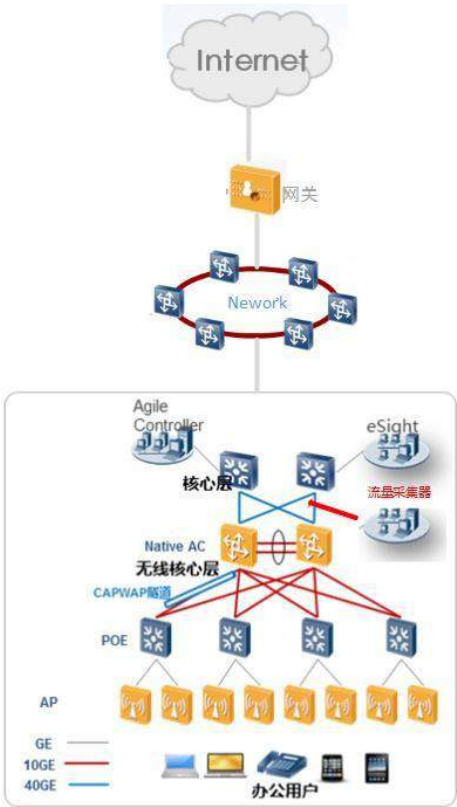 Internet
网关
Nework
Agile
Controller
eSight
核心层
流量采集器
Native AC
无线核心层
CAPWAP隧道
POE
AP
GE
10GE
40GE
办公用户